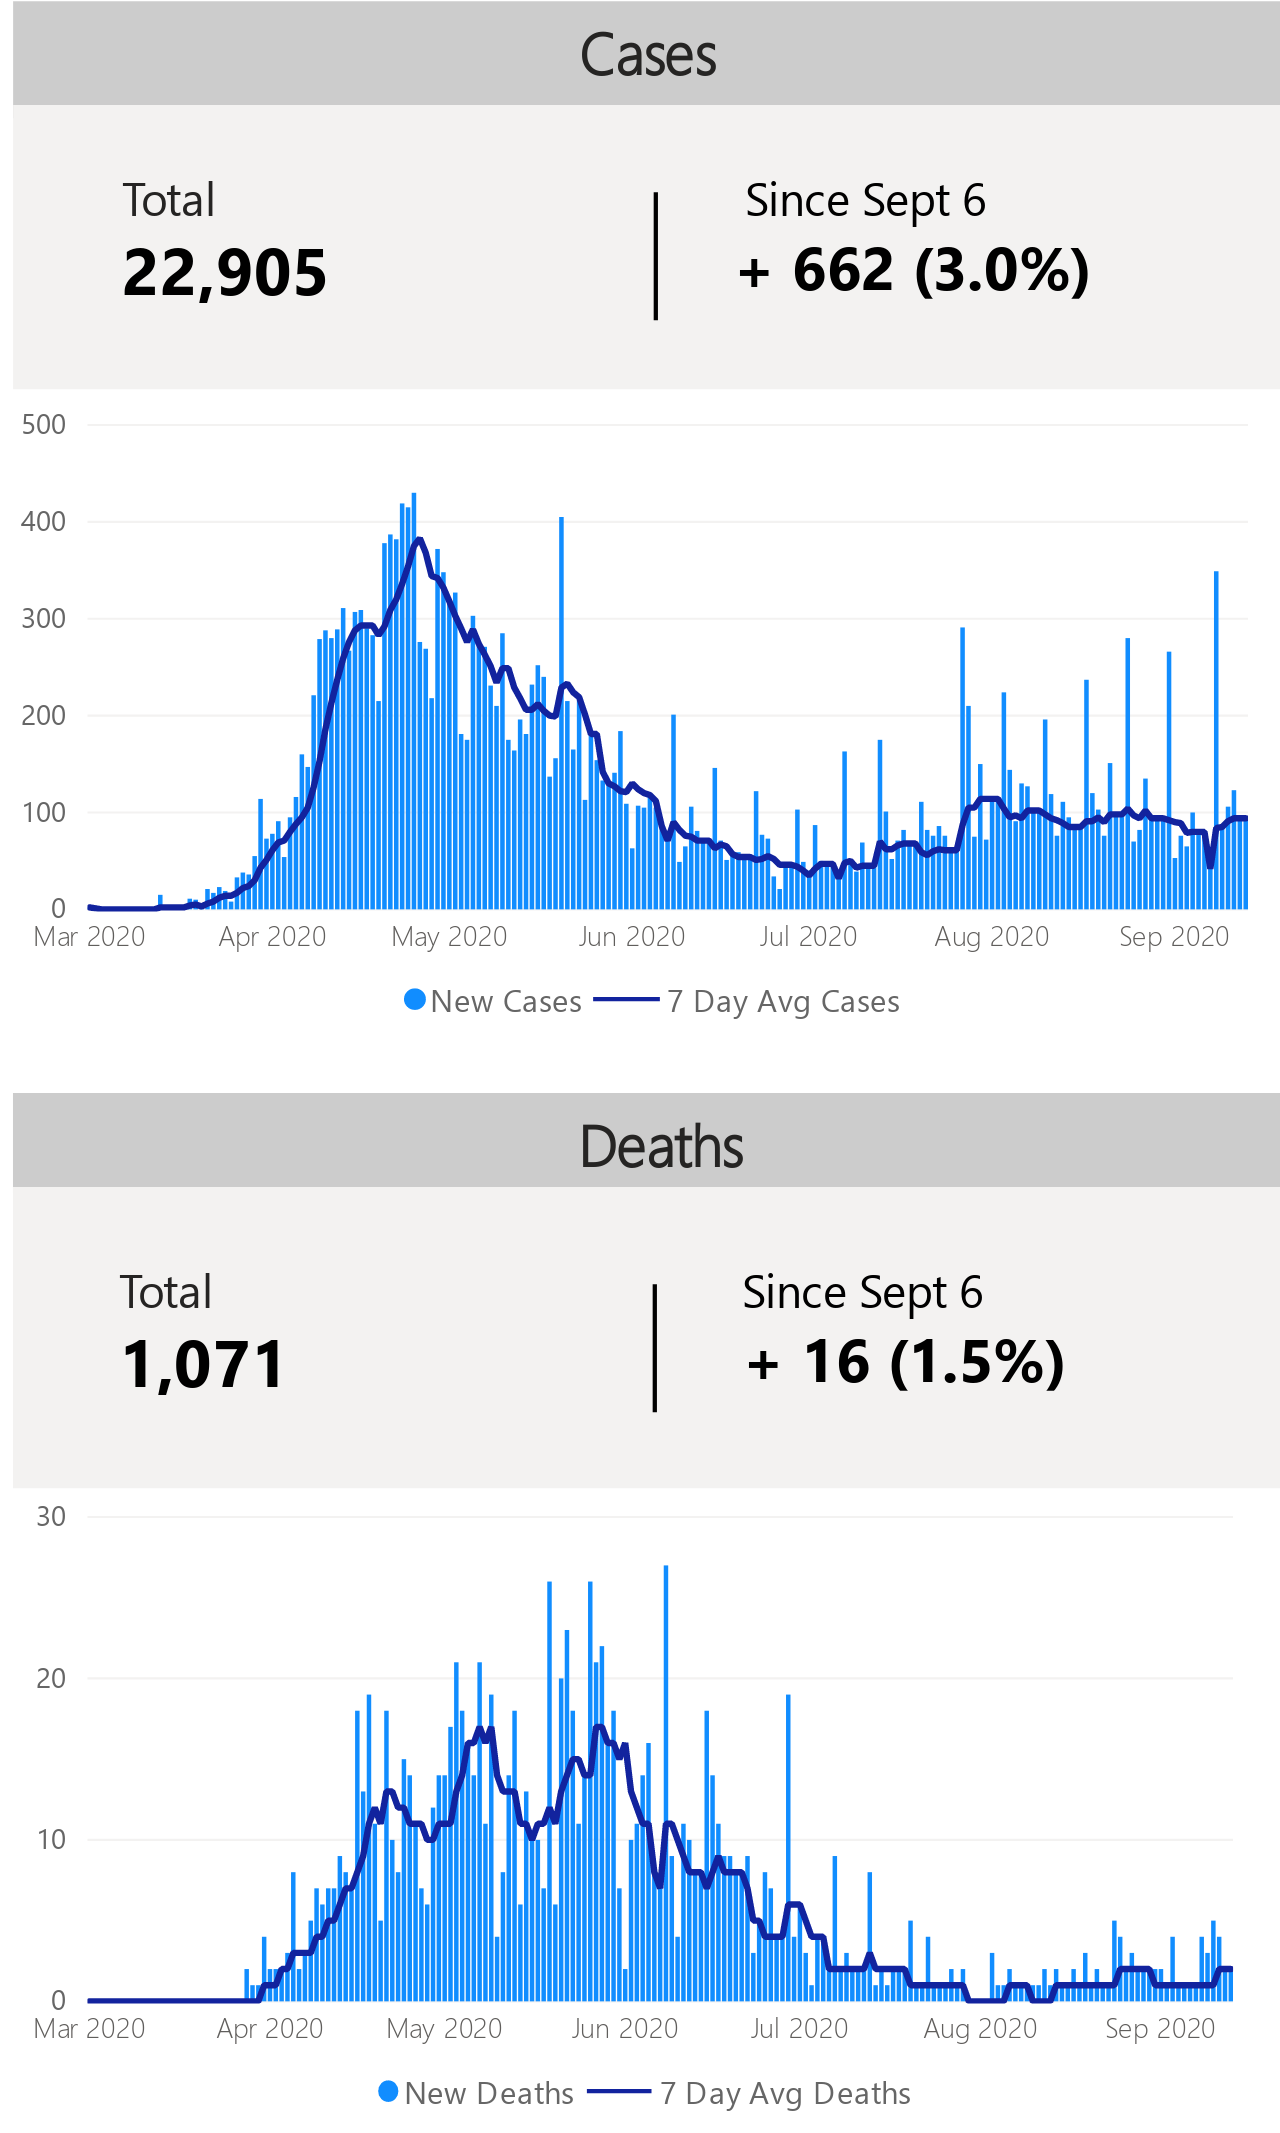 Cases
Total
Since Sept 6
22,905
+ 662 (3.0%)
500
400
300
200
100
0
Mar 2020 Apr 2020 May 2020 Jun 2020 Jul 2020 Aug 2020 Sep 2020
New Cases 7 Day Avg Cases
Deaths
Total
Since Sept 6
1,071
+ 16 (1.5%)
30
20
10
0
Mar 2020 Apr 2020 May 2020 Jun 2020 Jul 2020 Aug 2020 Sep 2020
New Deaths 7 Day Avg Deaths